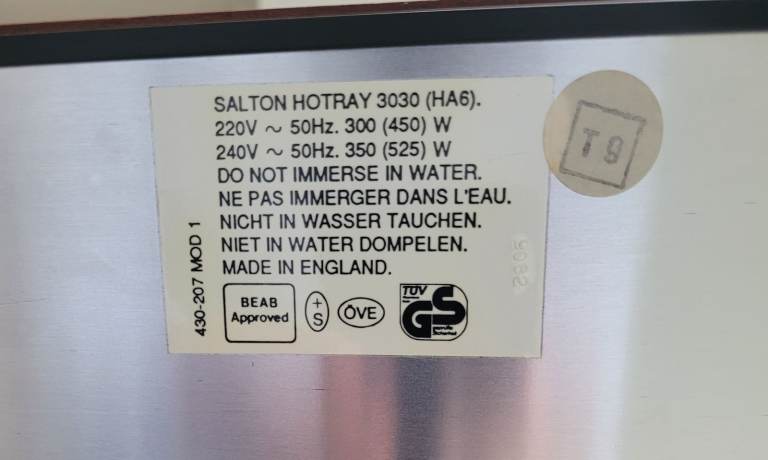 SALTON HOTRAY 3030 (HA6).
220V ~ 50Hz. 300 (450) W
240V ~ 50Hz. 350 (525) W
DO NOT IMMERSE IN WATER.
NE PAS IMMERGER DANS L'EAU.
NICHT IN WASSER TAUCHEN.
NIET IN WATER DOMPELEN.
MADE IN ENGLAND.
430-207 MOD 1
BEAB
Approved
+
S
ÖVE
TÜV
GS
T9